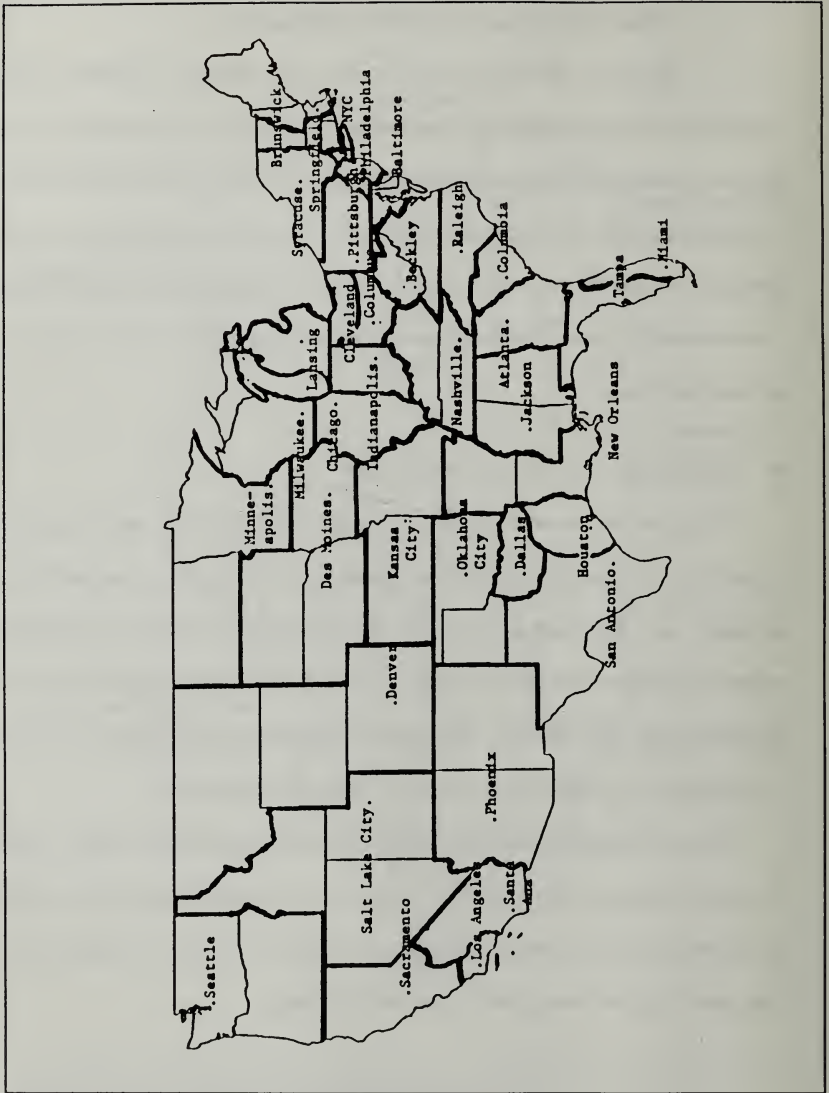 .Seattle
Minne-
apolis.
Brunswick.
Syracuse.
Springfield.
NYC
.Pittsburgh
Philadelphia
Baltimore
Milwaukee.
Lansing
Chicago.
Cleveland
Des Moines.
Columbus
Indianapolis.
Salt Lake City.
.Denver
Kansas
City.
.Beckley
.Sacramento
Nashville.
.Raleigh
.Oklahoma
City
.Los Angeles
.Phoenix
Atlanta.
.Columbia
.Santa
Ana
.Dallas
.Jackson
Houston
San Antonio.
New Orleans
Tampa
.Miami